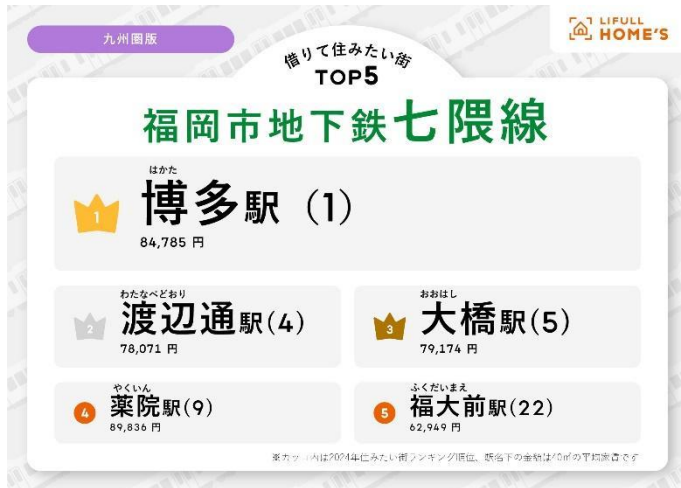 九州圏版
LIFULL
HOME'S
借りて住みたい街
TOP5
福岡市地下鉄七隈線
はかた
1
博多駅 (1)
84,785 円
わたなべどおり
2
渡辺通駅(4)
78,071 円
おおはし
3
大橋駅(5)
79,174 円
やくいん
4
薬院駅(9)
89,836 円
ふくだいまえ
5
福大前駅(22)
62,949 円
※カッコ内は2024年住みたい街ランキング順位、駅名下の金額は40㎡の平均家賃です